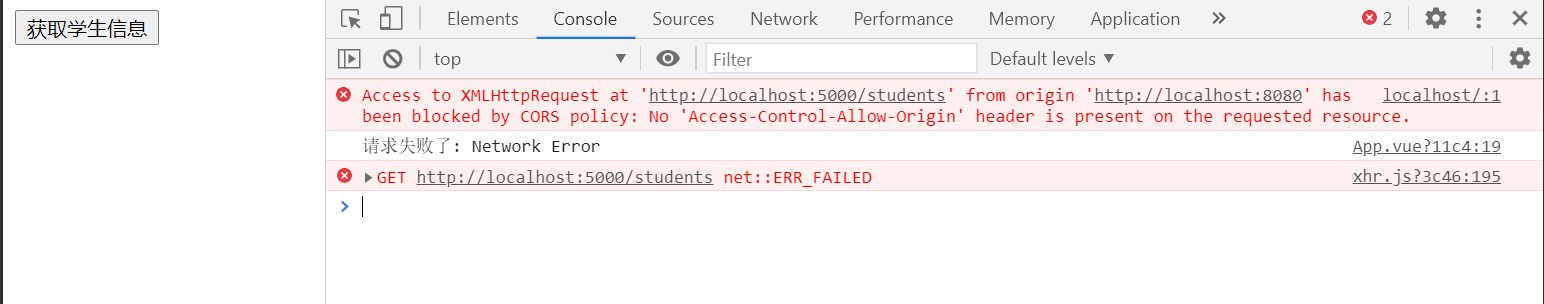 获取学生信息
Elements Console Sources Network Performance Memory Application » 2
top Filter Default levels
Access to XMLHttpRequest at 'http://localhost:5000/students' from origin 'http://localhost:8080' has localhost/:1
been blocked by CORS policy: No 'Access-Control-Allow-Origin' header is present on the requested resource.
请求失败了: Network Error App.vue?11c4:19
GET http://localhost:5000/students net::ERR_FAILED xhr.js?3c46:195